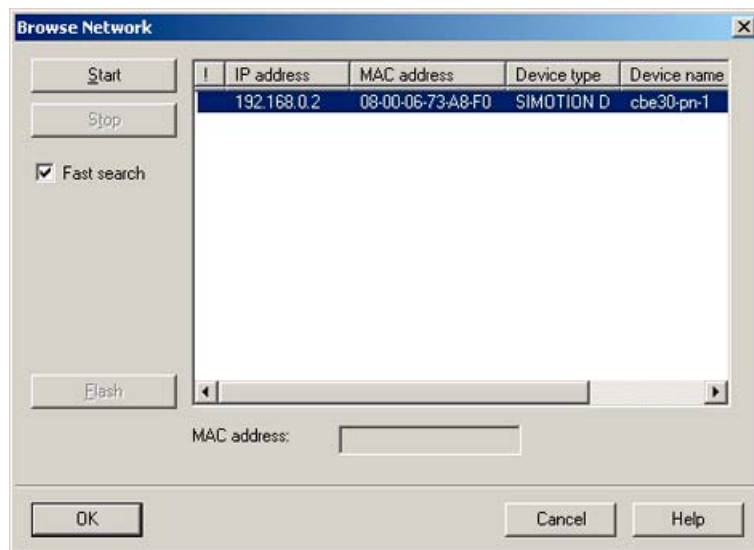 Browse Network
Start
Stop
Fast search
Flash
! IP address MAC address Device type Device name
192.168.0.2 08-00-06-73-A8-F0 SIMOTION D cbe30-pn-1
MAC address:
OK Cancel Help